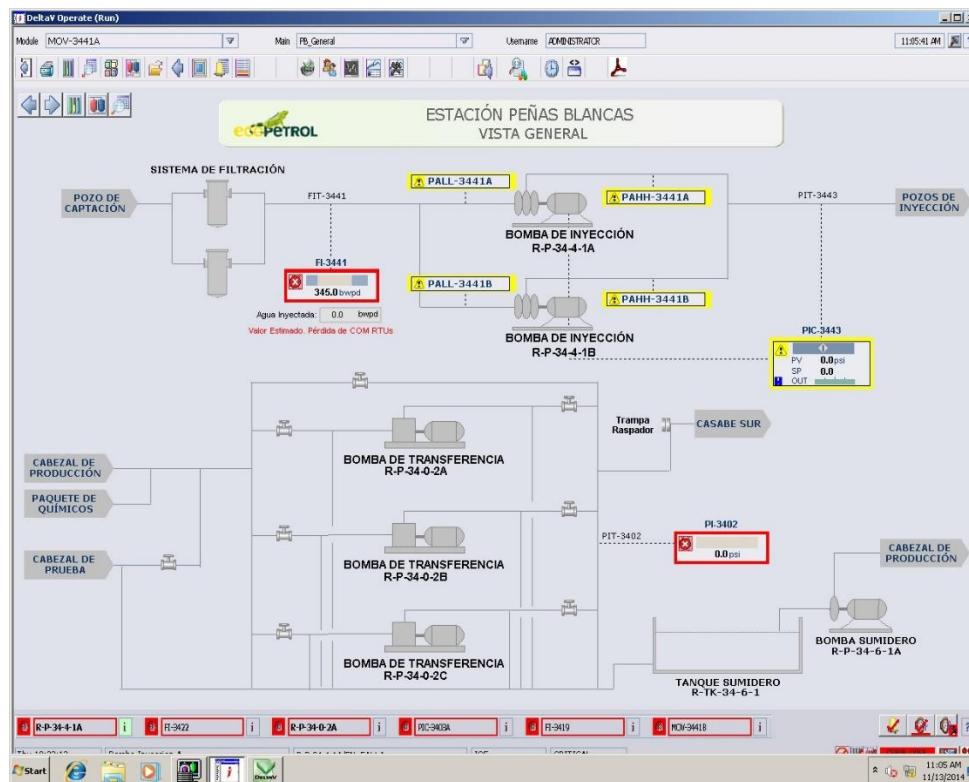 DeltaV Operate (Run)
Module MOV-3441A Main PB_General Username ADMINISTRATOR 11:05:41 AM
ecoPETROL
ESTACIÓN PEÑAS BLANCAS
VISTA GENERAL
SISTEMA DE FILTRACIÓN
POZO DE
CAPTACIÓN
FIT-3441
PALL-3441A
PAHH-3441A
PIT-3443
POZOS DE
INYECCIÓN
BOMBA DE INYECCIÓN
R-P-34-4-1A
FI-3441
345.0 bwpd
Agua Inyectada: 0.0 bwpd
Valor Estimado. Pérdida de COM RTUs
PALL-3441B
PAHH-3441B
BOMBA DE INYECCIÓN
R-P-34-4-1B
PIC-3443
PV 0.0 psi
SP 0.0
OUT
Trampa
Raspador
CASABE SUR
BOMBA DE TRANSFERENCIA
R-P-34-0-2A
CABEZAL DE
PRODUCCIÓN
PAQUETE DE
QUÍMICOS
CABEZAL DE
PRUEBA
BOMBA DE TRANSFERENCIA
R-P-34-0-2B
PIT-3402
PI-3402
0.0 psi
CABEZAL DE
PRODUCCIÓN
BOMBA SUMIDERO
R-P-34-6-1A
BOMBA DE TRANSFERENCIA
R-P-34-0-2C
TANQUE SUMIDERO
R-TK-34-6-1
R-P-34-4-1A i FI-3422 i R-P-34-0-2A i PIC-3403A i FI-3419 i MOV-3441B i
Start DeltaV 11:05 AM
11/13/2014